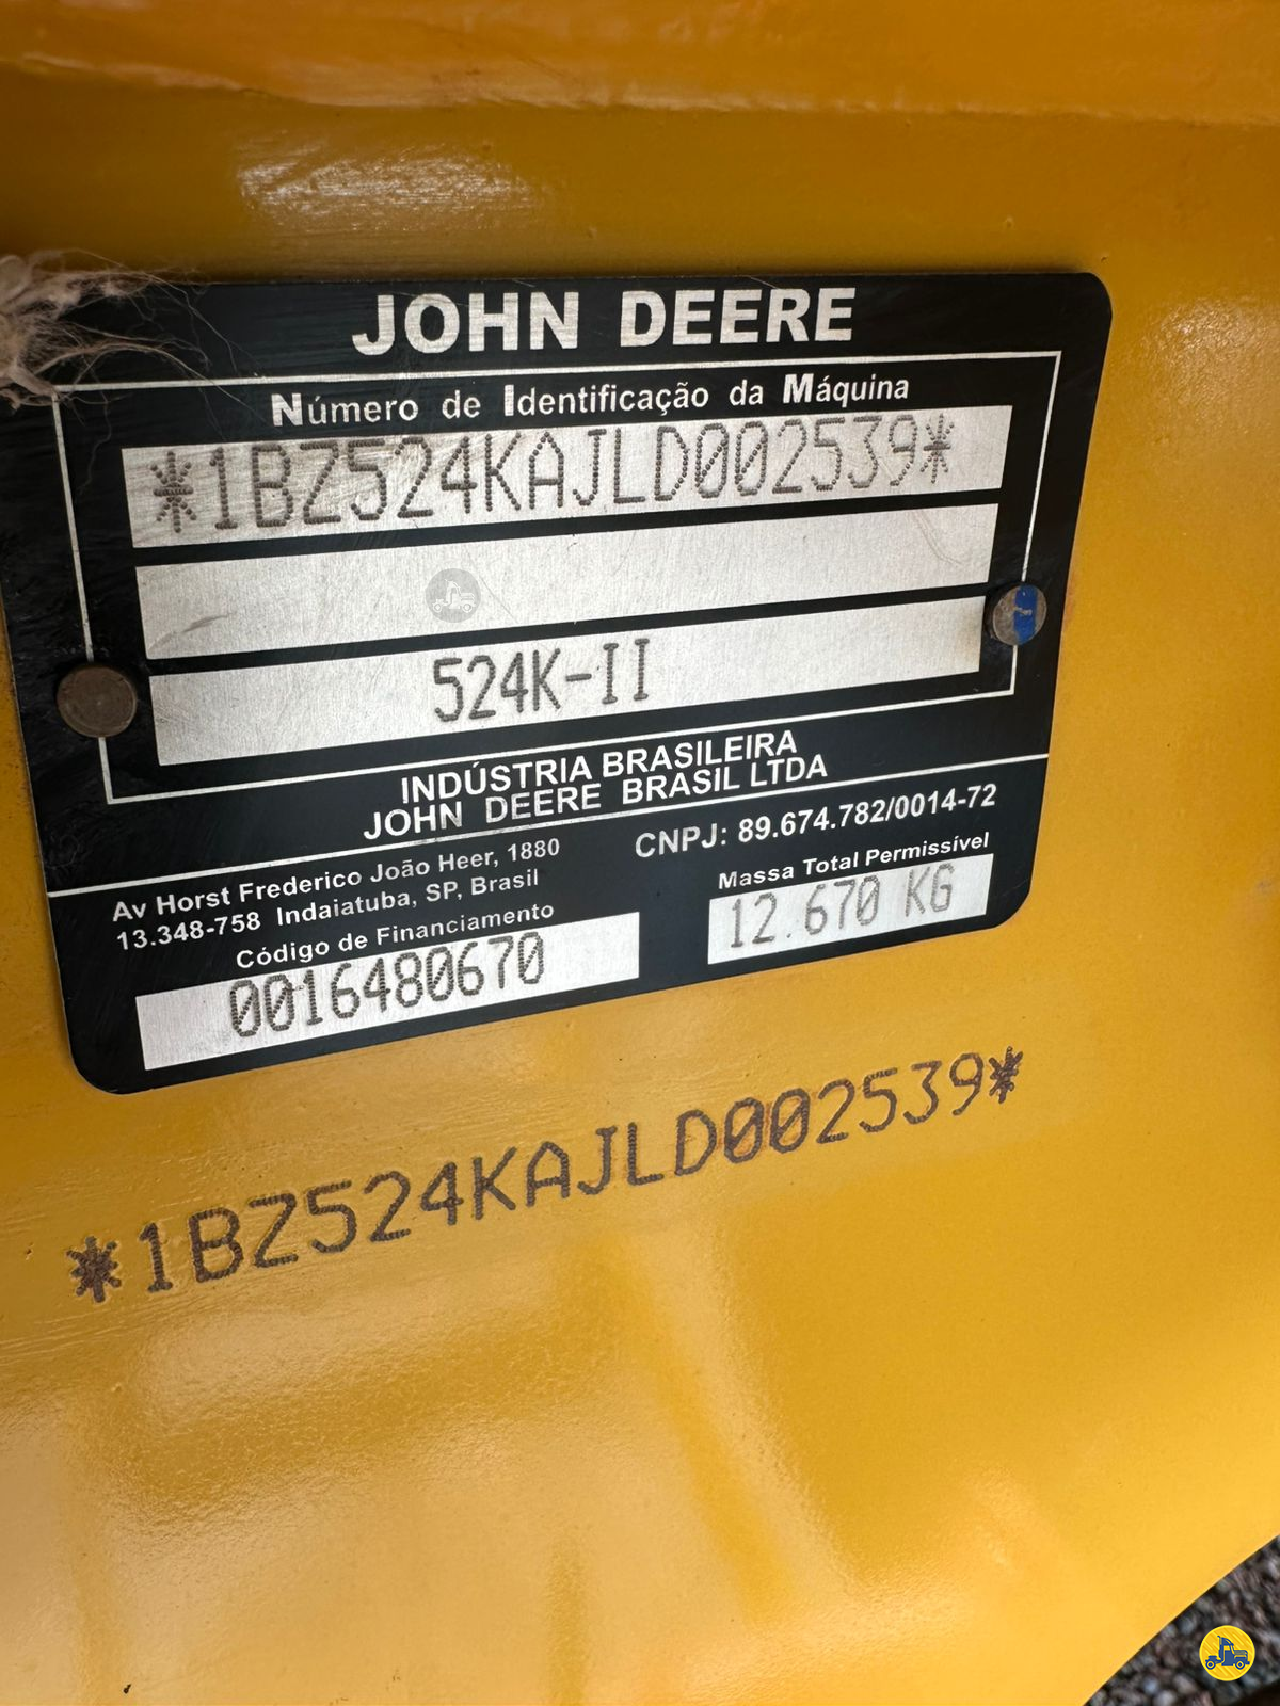 JOHN DEERE
Número de Identificação da Máquina
*1BZ524KAJLD002539*
524K-II
INDÚSTRIA BRASILEIRA
JOHN DEERE BRASIL LTDA
Av Horst Frederico João Heer, 1880
13.348-758 Indaiatuba, SP, Brasil
CNPJ: 89.674.782/0014-72
Código de Financiamento
0016480670
Massa Total Permissível
12.670 KG
*1BZ524KAJLD002539*